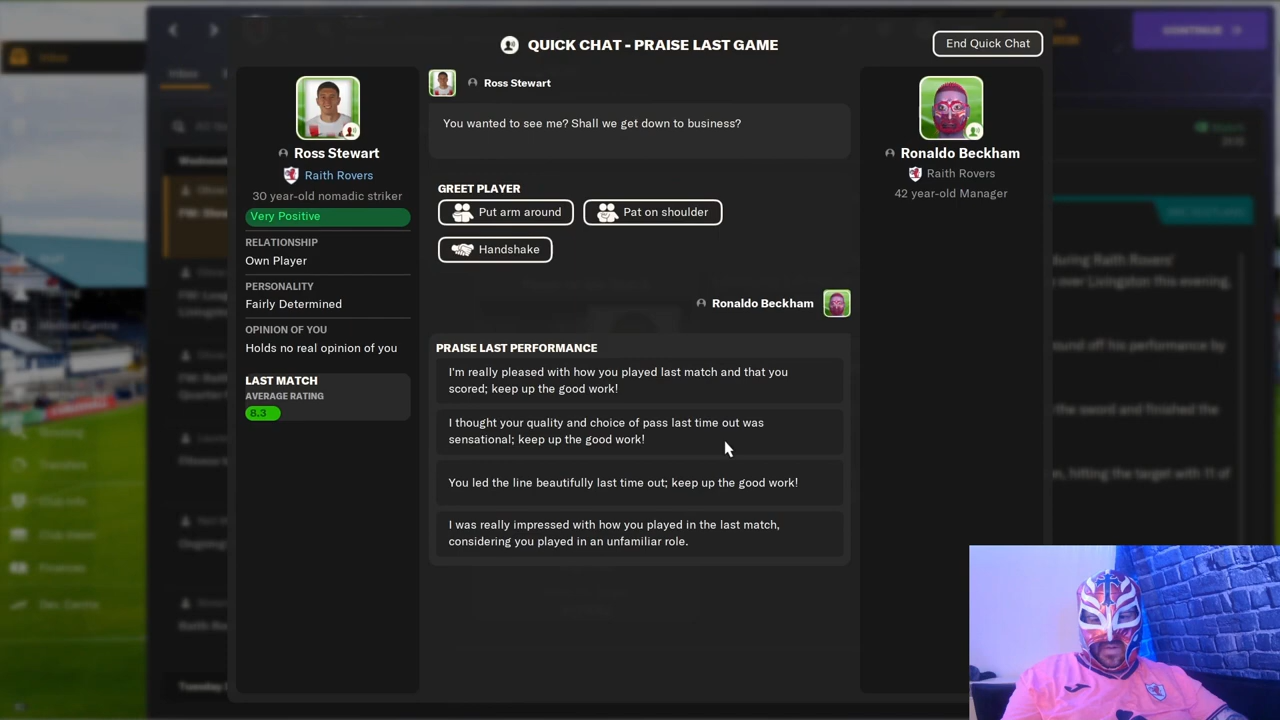 QUICK CHAT - PRAISE LAST GAME
End Quick Chat
CONTINUE
Ross Stewart
Raith Rovers
30 year-old nomadic striker
Very Positive
RELATIONSHIP
Own Player
PERSONALITY
Fairly Determined
OPINION OF YOU
Holds no real opinion of you
LAST MATCH
AVERAGE RATING
8.3
Ross Stewart
You wanted to see me? Shall we get down to business?
GREET PLAYER
Put arm around
Pat on shoulder
Handshake
Ronaldo Beckham
PRAISE LAST PERFORMANCE
I'm really pleased with how you played last match and that you
scored; keep up the good work!
I thought your quality and choice of pass last time out was
sensational; keep up the good work!
You led the line beautifully last time out; keep up the good work!
I was really impressed with how you played in the last match,
considering you played in an unfamiliar role.
Ronaldo Beckham
Raith Rovers
42 year-old Manager